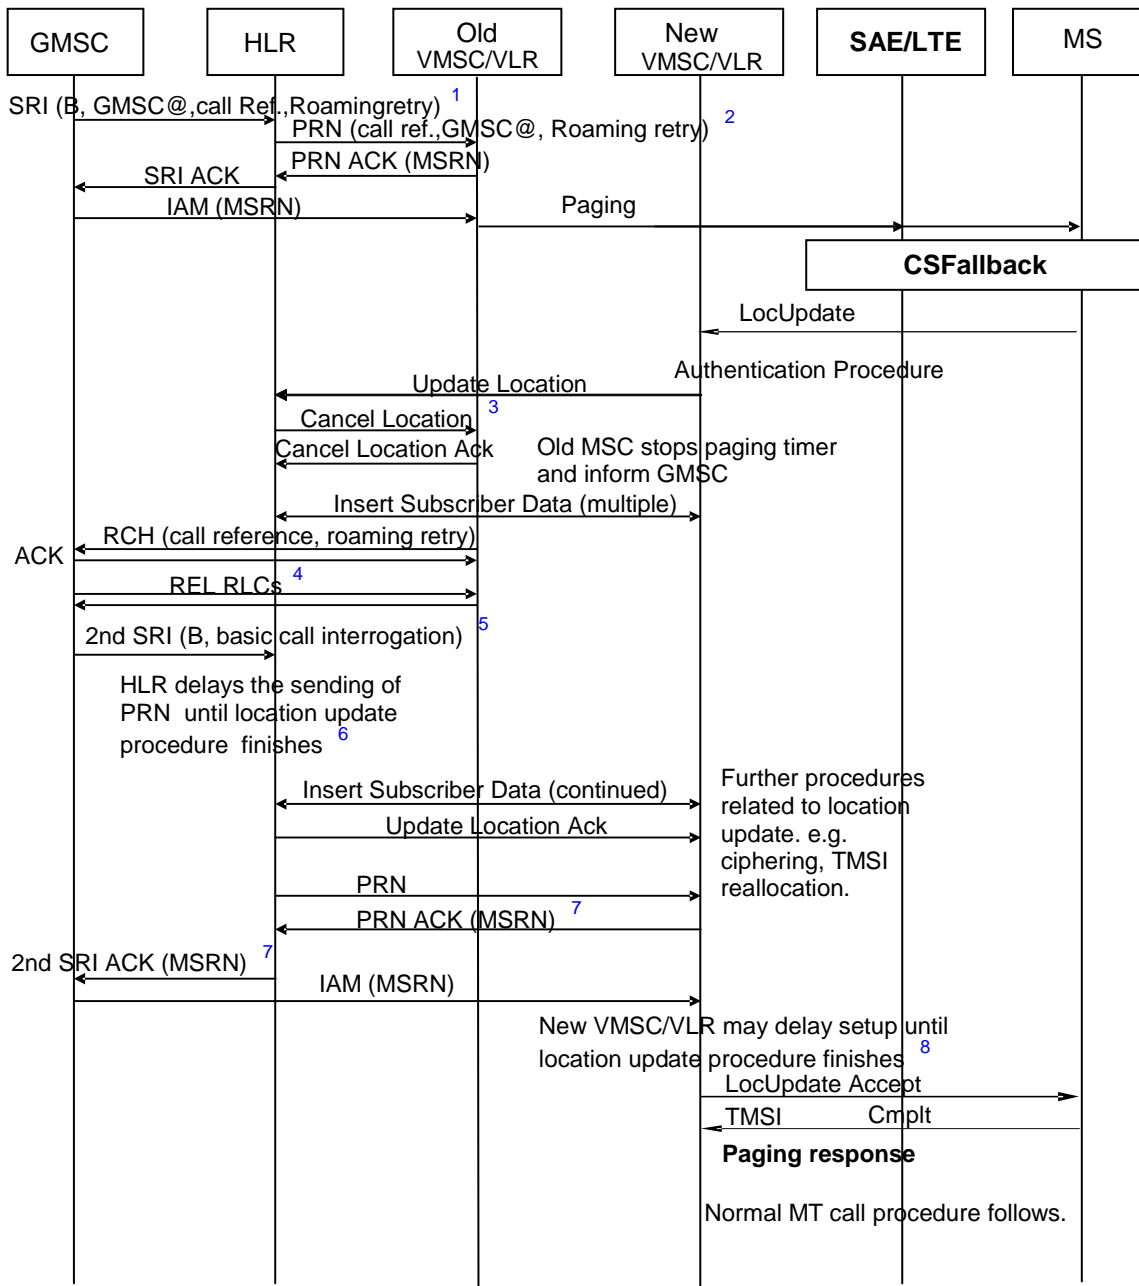 GMSC
HLR
Old
VMSC/VLR
New
VMSC/VLR
SAE/LTE
MS
SRI (B, GMSC@,call Ref.,Roamingretry) 1
PRN (call ref.,GMSC@, Roaming retry) 2
PRN ACK (MSRN)
SRI ACK
IAM (MSRN)
Paging
CSFallback
LocUpdate
Authentication Procedure
Update Location
Cancel Location 3
Cancel Location Ack
Old MSC stops paging timer
and inform GMSC
Insert Subscriber Data (multiple)
RCH (call reference, roaming retry)
ACK
REL RLCs 4
2nd SRI (B, basic call interrogation) 5
HLR delays the sending of
PRN until location update
procedure finishes 6
Insert Subscriber Data (continued)
Update Location Ack
Further procedures
related to location
update. e.g.
ciphering, TMSI
reallocation.
PRN
PRN ACK (MSRN) 7
2nd SRI ACK (MSRN) 7
IAM (MSRN)
New VMSC/VLR may delay setup until
location update procedure finishes 8
LocUpdate Accept
TMSI Cmplt
Paging response
Normal MT call procedure follows.